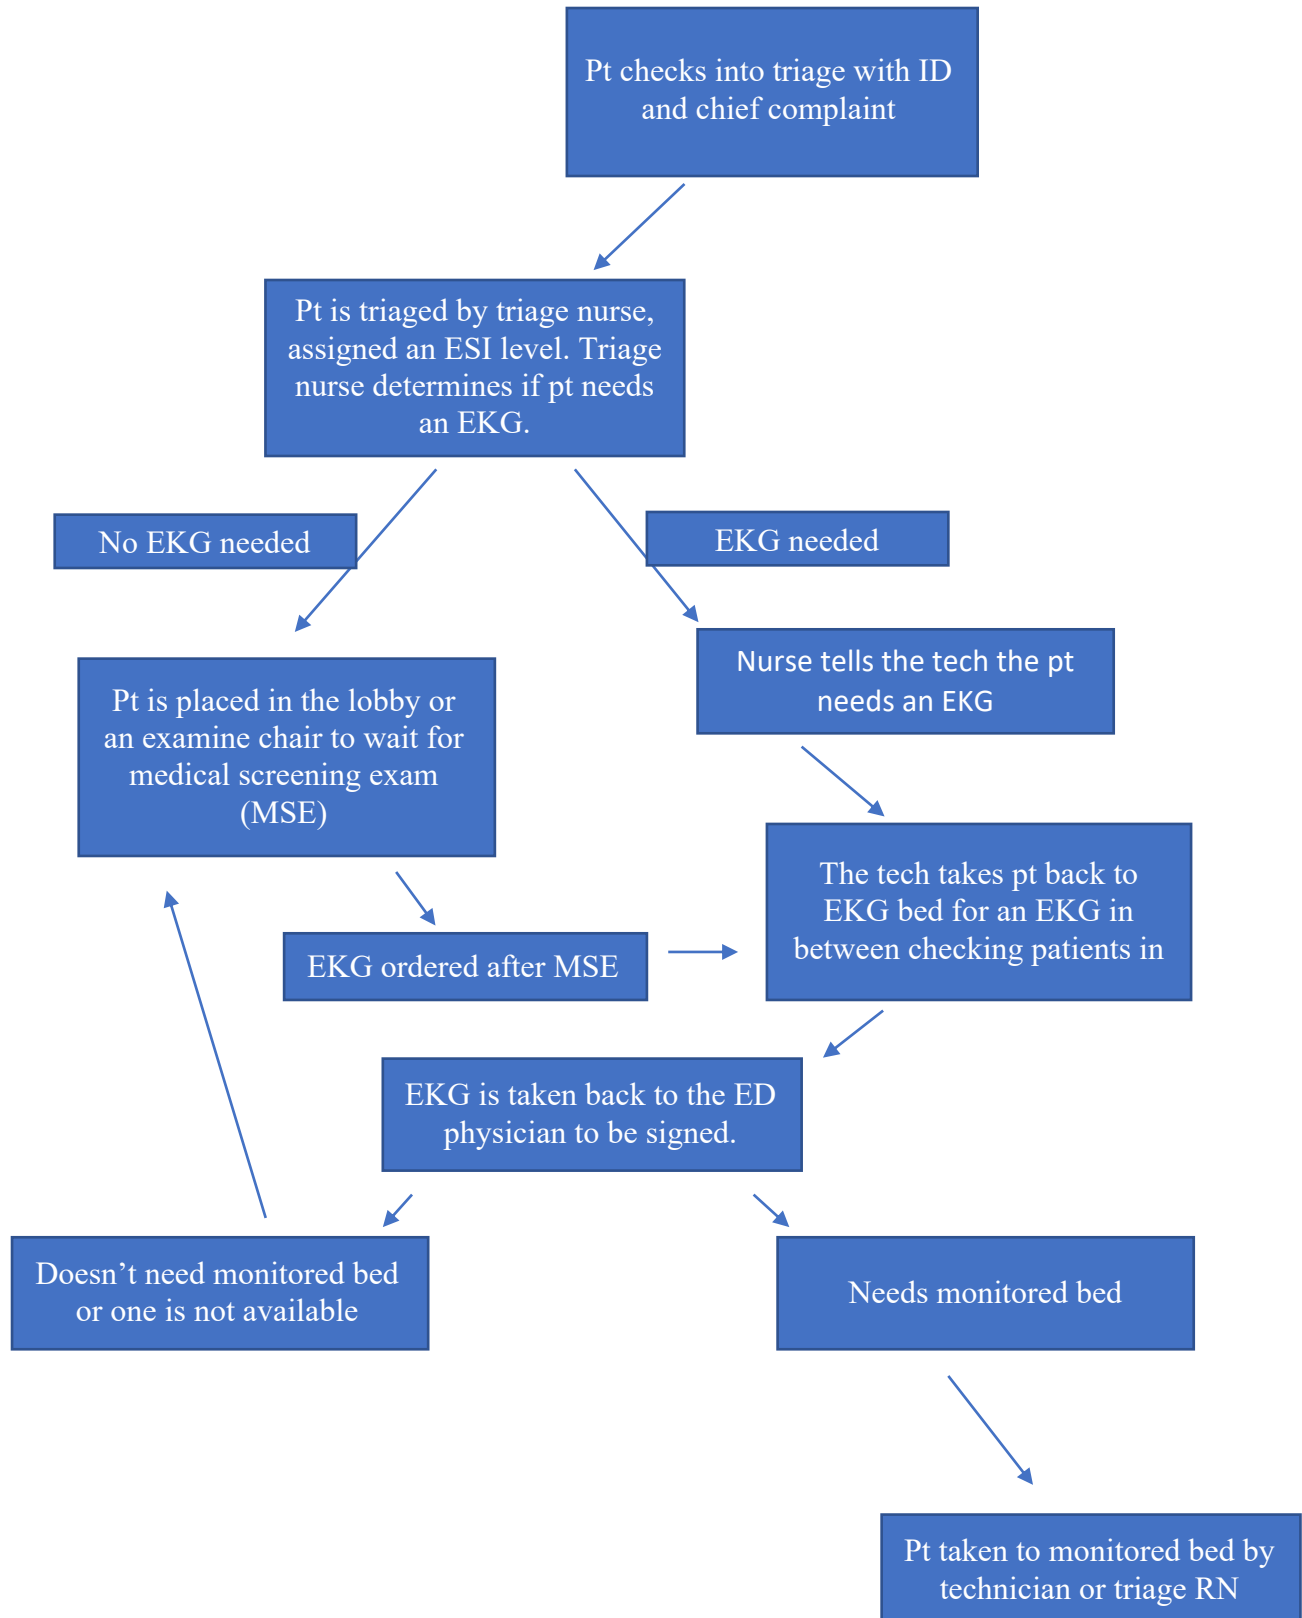 Pt checks into triage with ID
and chief complaint
Pt is triaged by triage nurse,
assigned an ESI level. Triage
nurse determines if pt needs
an EKG.
No EKG needed
EKG needed
Nurse tells the tech the pt
needs an EKG
Pt is placed in the lobby or
an examine chair to wait for
medical screening exam
(MSE)
The tech takes pt back to
EKG bed for an EKG in
between checking patients in
EKG ordered after MSE
EKG is taken back to the ED
physician to be signed.
Doesn’t need monitored bed
or one is not available
Needs monitored bed
Pt taken to monitored bed by
technician or triage RN